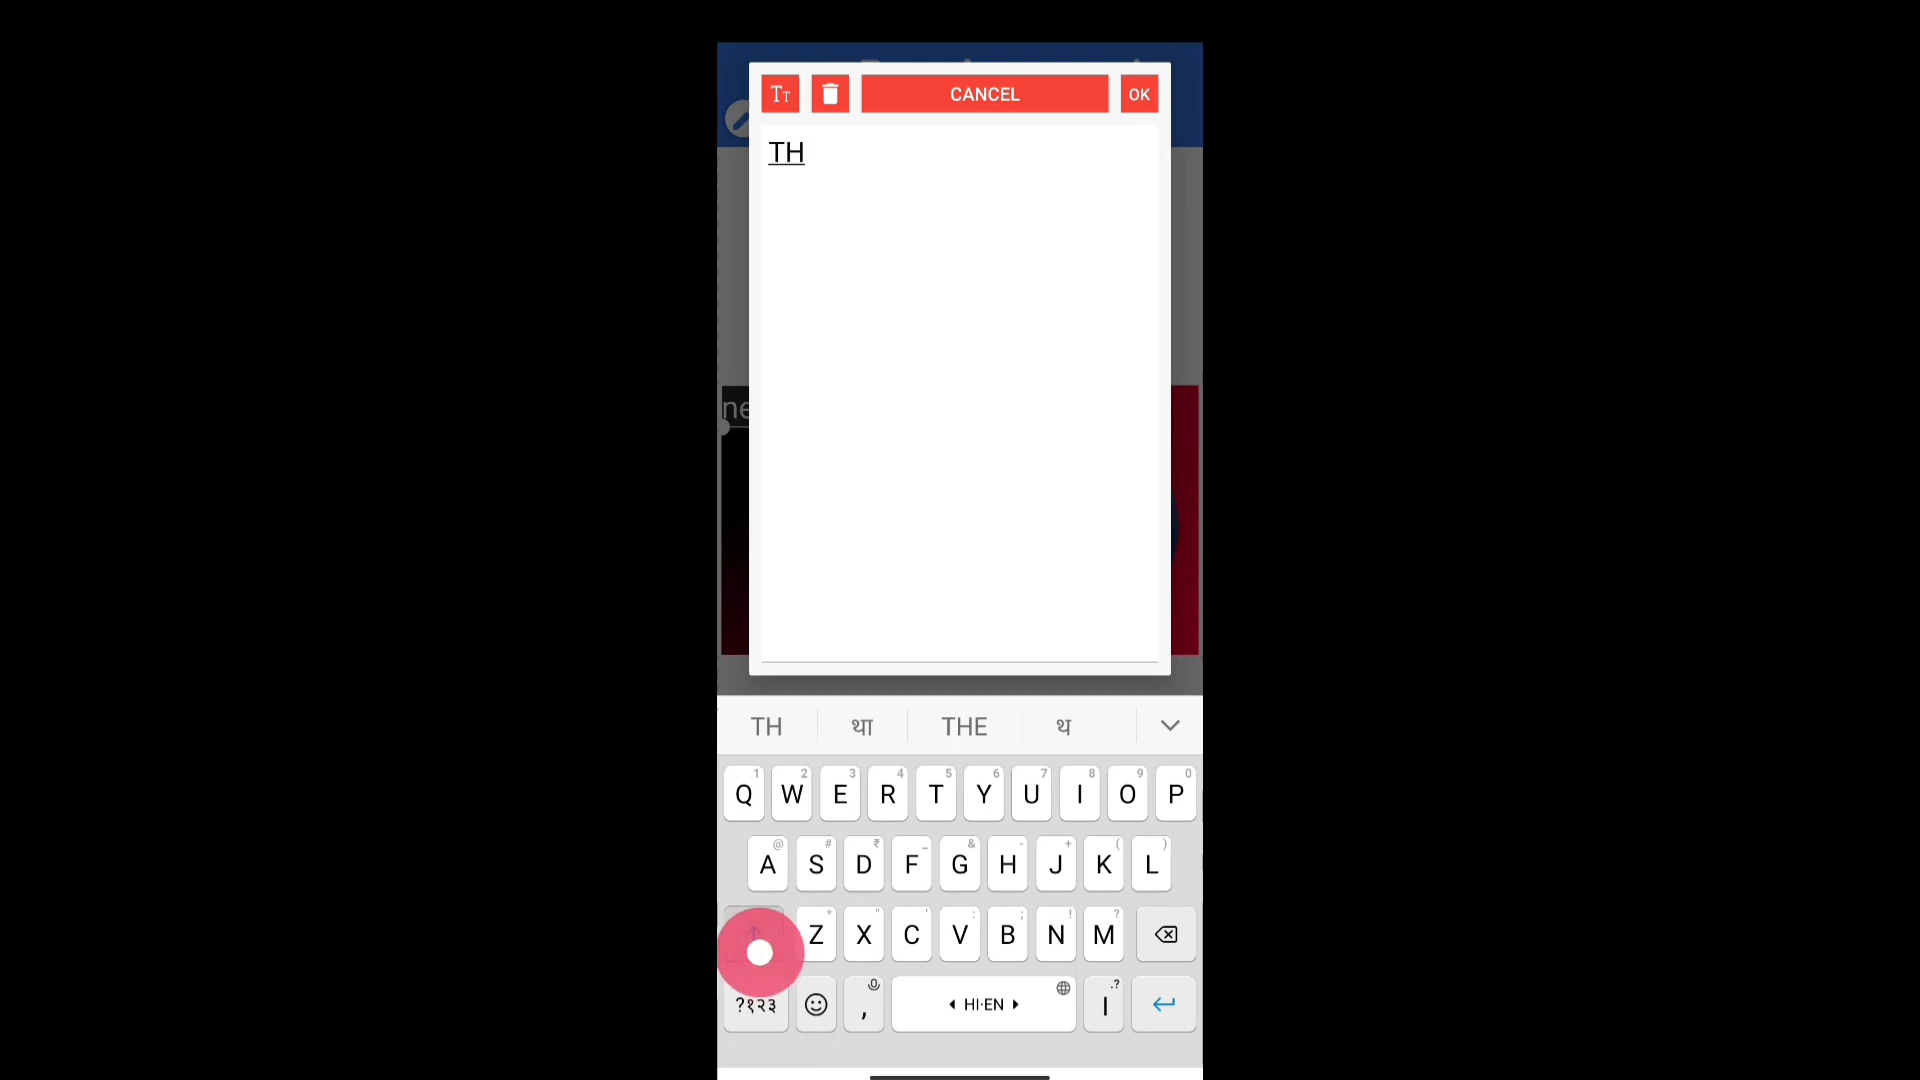 Tт CANCEL OK
TH
ne
TH था THE थ
1 2 3 4 5 6 7 8 9 0
Q W E R T Y U I O P
@ # ₹ _ & - + ( )
A S D F G H J K L
* " ' : ; ! ?
Z X C V B N M
?१२३ , HI·EN .? |